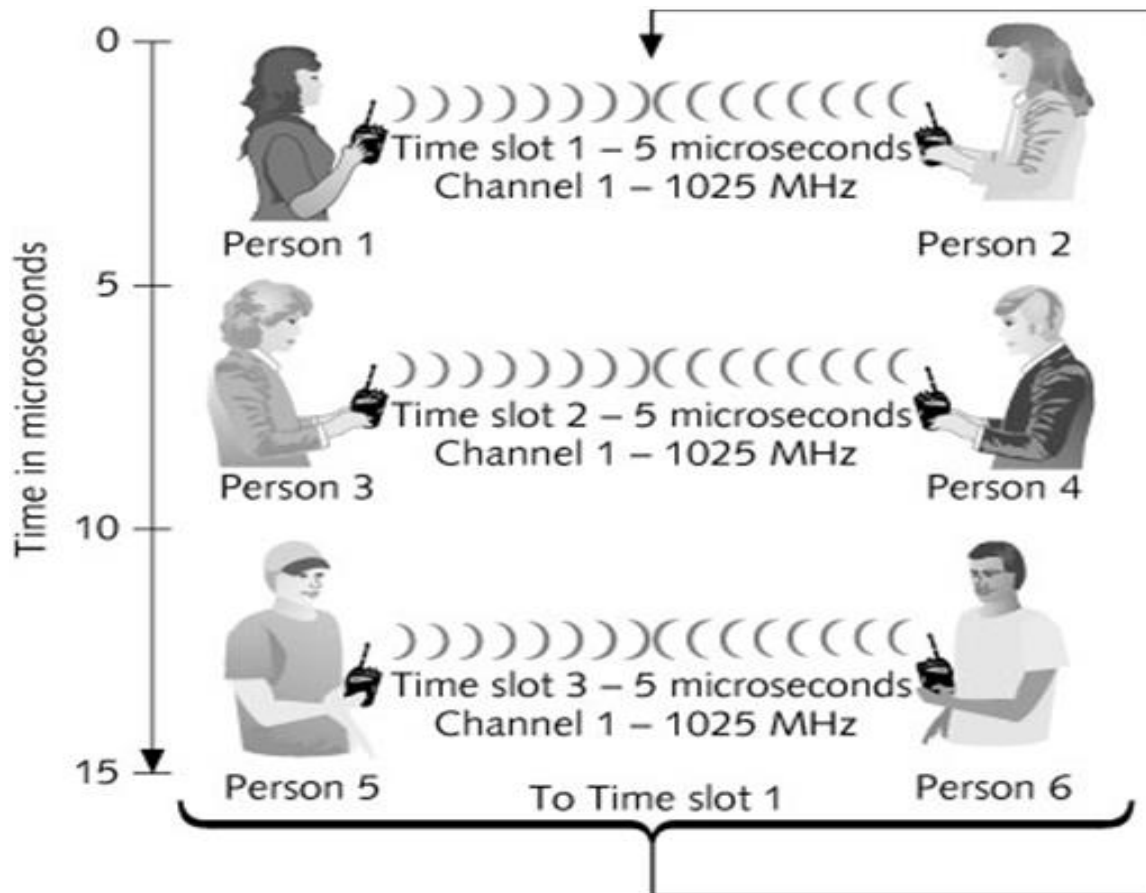 0
Time slot 1 – 5 microseconds
Channel 1 – 1025 MHz
Person 1
Person 2
Time in microseconds
5
Time slot 2 – 5 microseconds
Channel 1 – 1025 MHz
Person 3
Person 4
10
Time slot 3 – 5 microseconds
Channel 1 – 1025 MHz
15
Person 5
To Time slot 1
Person 6